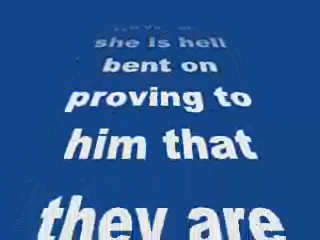 she is hell
bent on
proving to
him that
they are